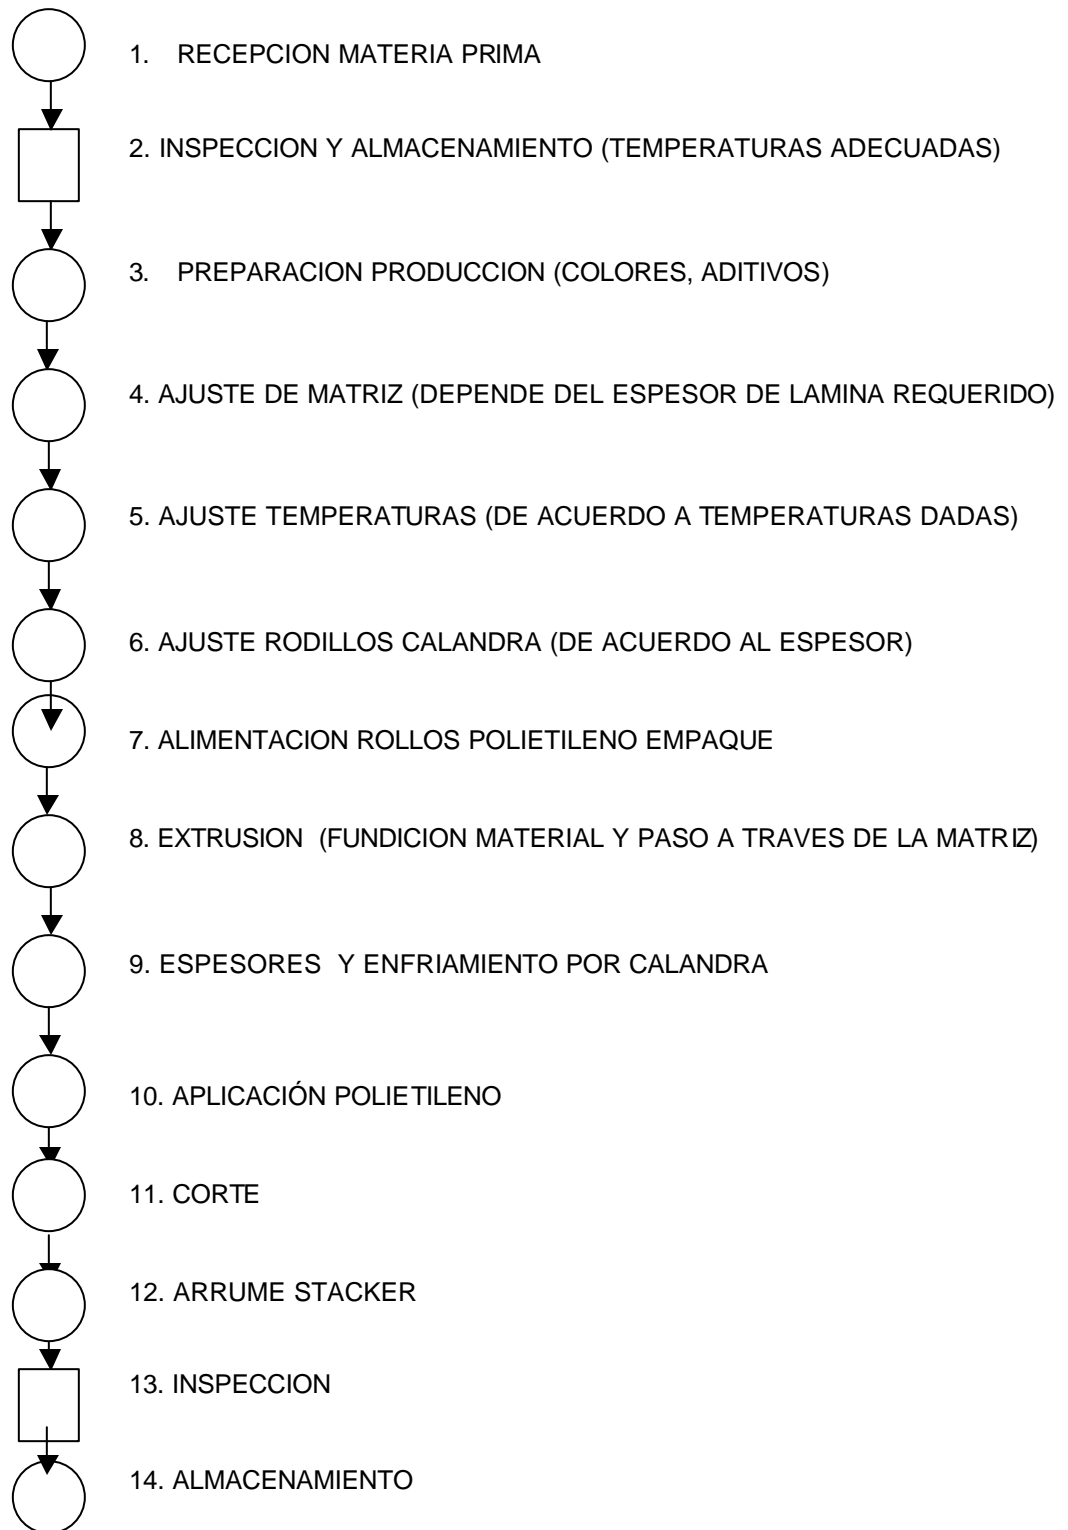 1. RECEPCION MATERIA PRIMA
2. INSPECCION Y ALMACENAMIENTO (TEMPERATURAS ADECUADAS)
3. PREPARACION PRODUCCION (COLORES, ADITIVOS)
4. AJUSTE DE MATRIZ (DEPENDE DEL ESPESOR DE LAMINA REQUERIDO)
5. AJUSTE TEMPERATURAS (DE ACUERDO A TEMPERATURAS DADAS)
6. AJUSTE RODILLOS CALANDRA (DE ACUERDO AL ESPESOR)
7. ALIMENTACION ROLLOS POLIETILENO EMPAQUE
8. EXTRUSION (FUNDICION MATERIAL Y PASO A TRAVES DE LA MATRIZ)
9. ESPESORES Y ENFRIAMIENTO POR CALANDRA
10. APLICACIÓN POLIETILENO
11. CORTE
12. ARRUME STACKER
13. INSPECCION
14. ALMACENAMIENTO